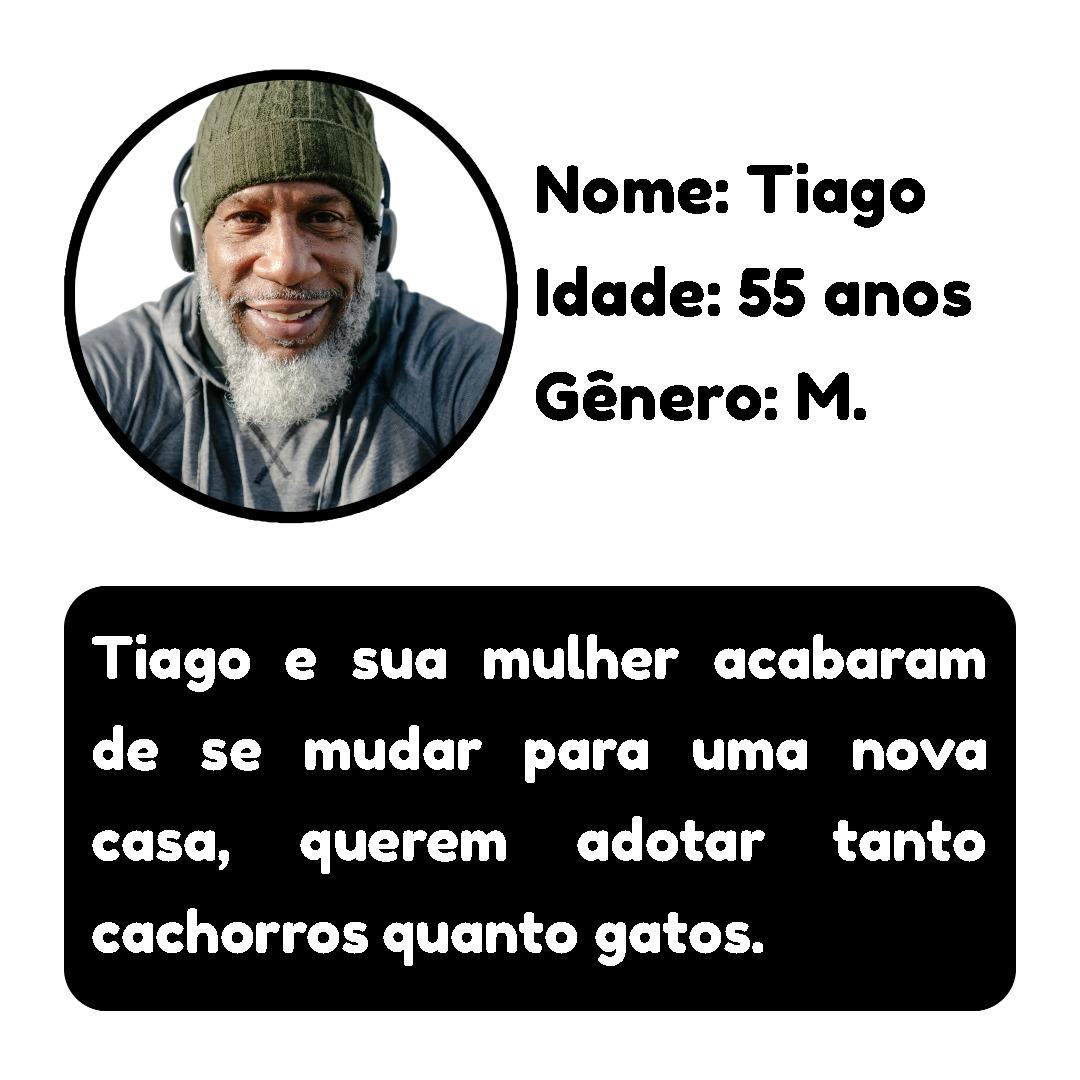 Nome: Tiago
Idade: 55 anos
Gênero: M.
Tiago e sua mulher acabaram
de se mudar para uma nova
casa, querem adotar tanto
cachorros quanto gatos.